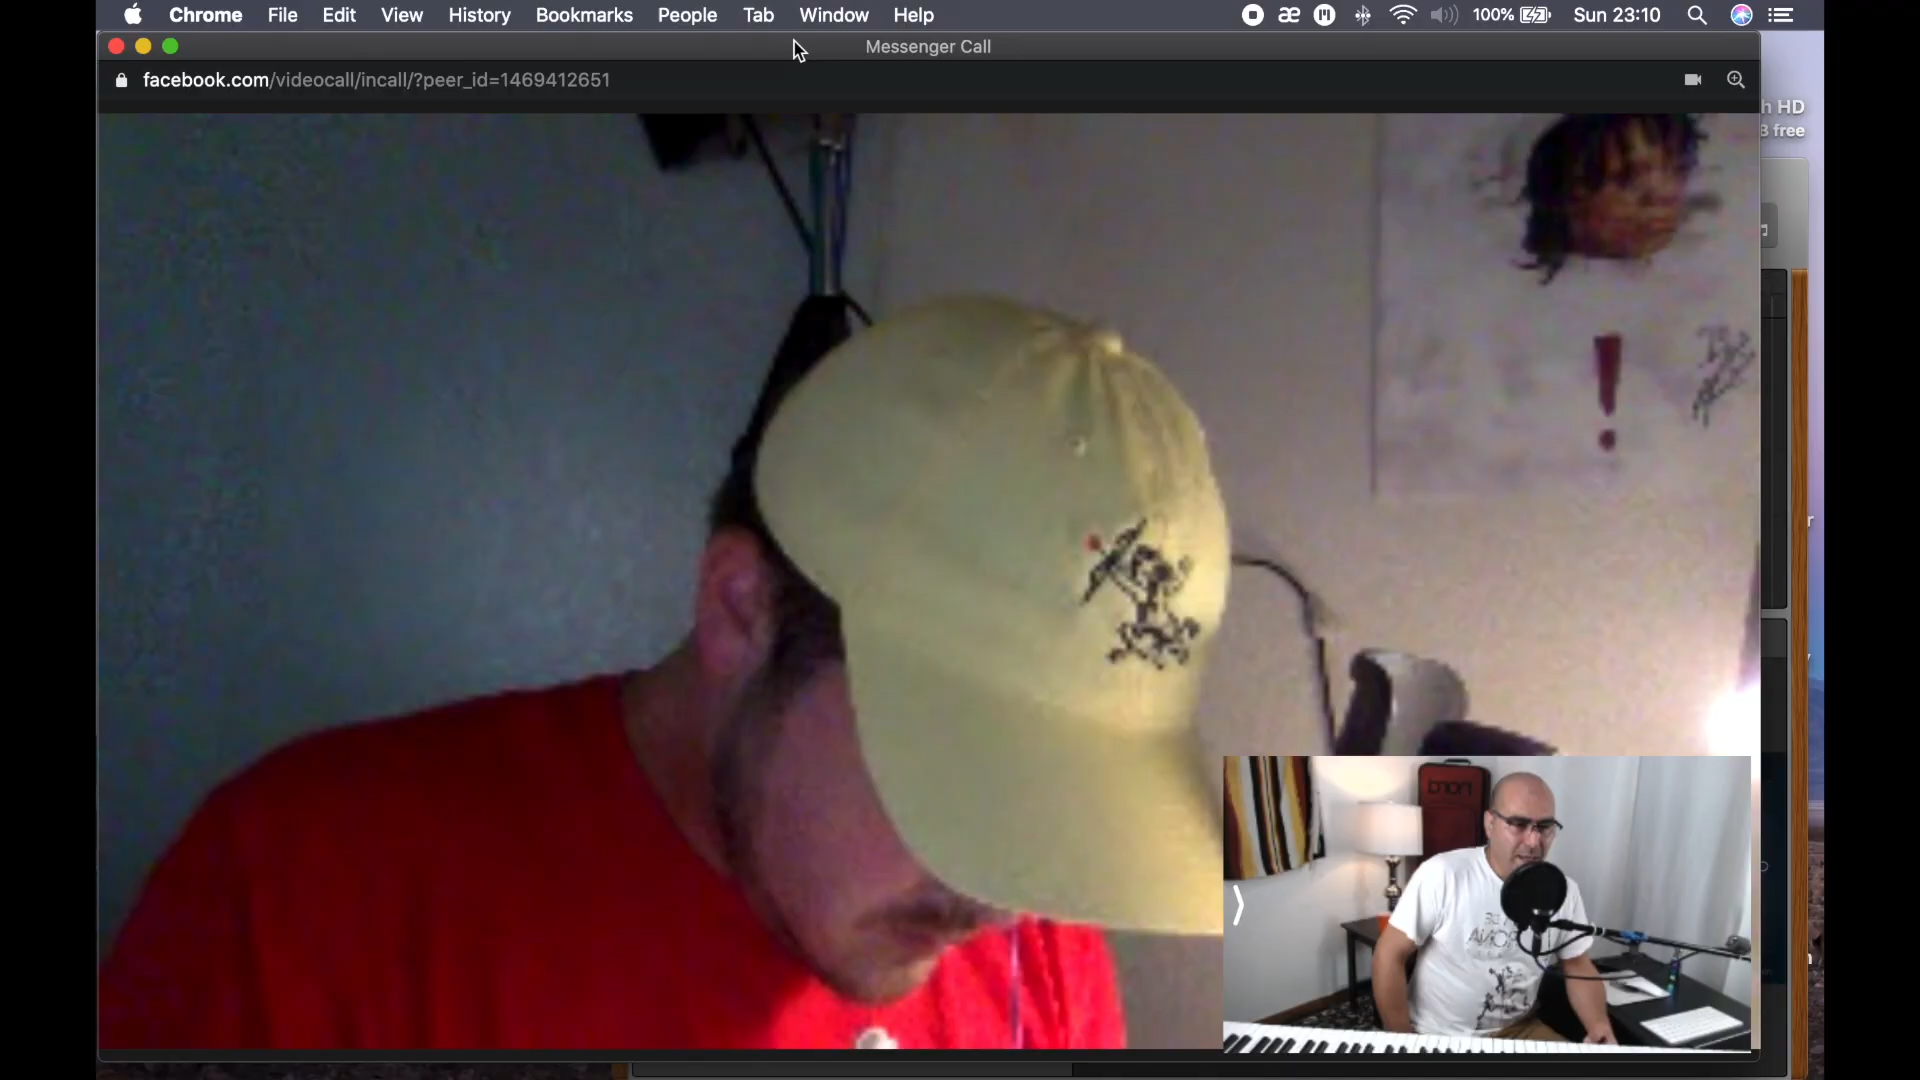 Chrome File Edit View History Bookmarks People Tab Window Help 100% Sun 23:10
Messenger Call
facebook.com/videocall/incall/?peer_id=1469412651
h HD
3 free
!
nord